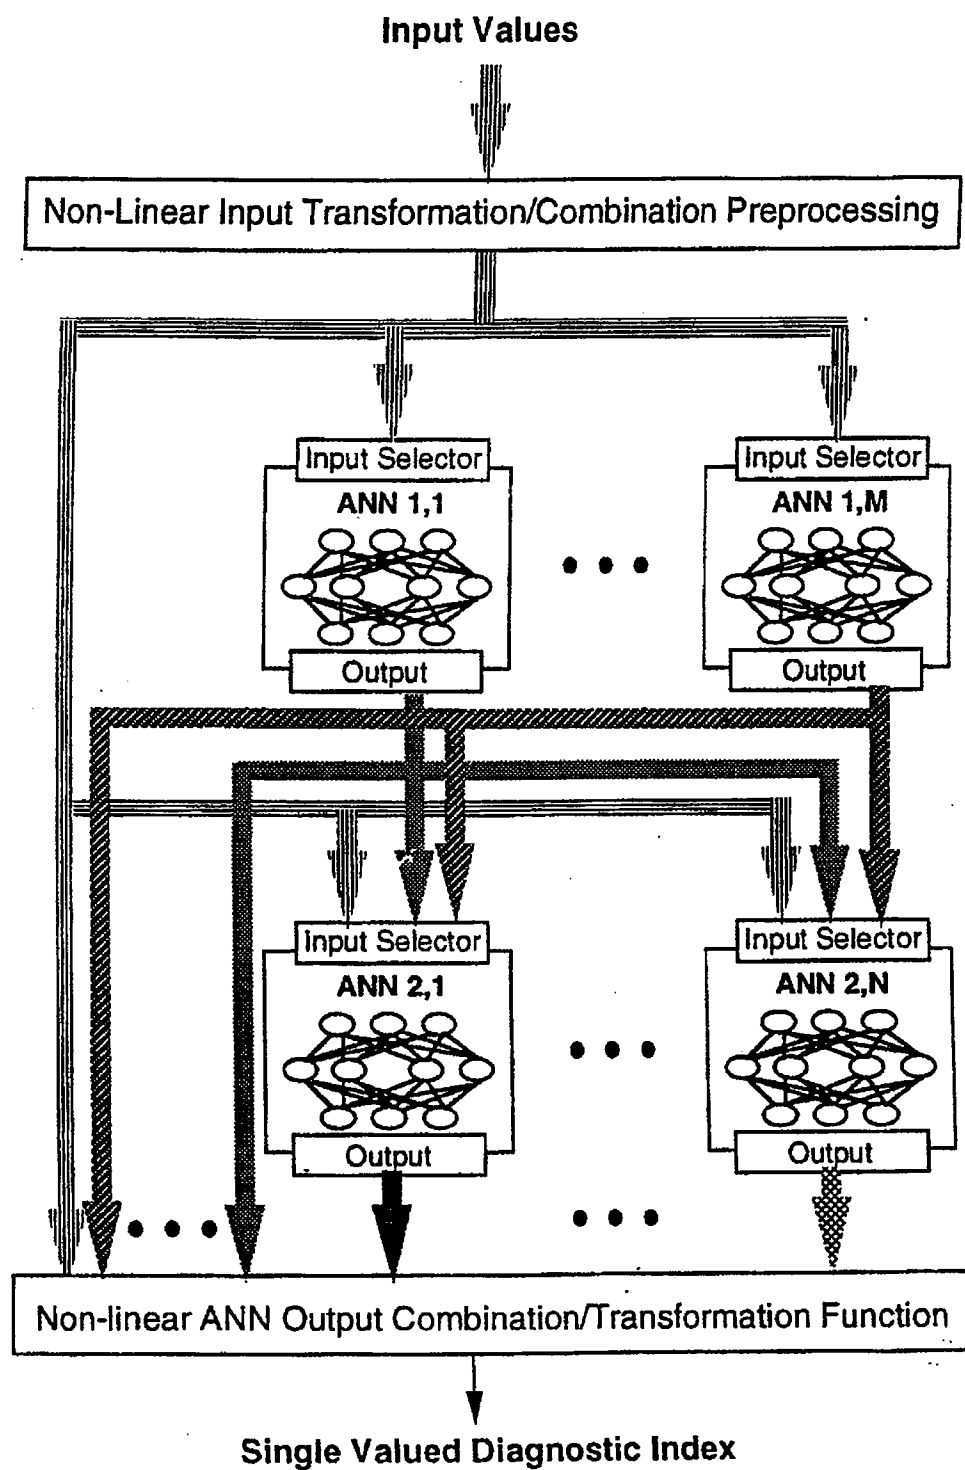 Input Values
Non-Linear Input Transformation/Combination Preprocessing
Input Selector
ANN 1,1
Output
Input Selector
ANN 1,M
Output
Input Selector
ANN 2,1
Output
Input Selector
ANN 2,N
Output
Non-linear ANN Output Combination/Transformation Function
Single Valued Diagnostic Index